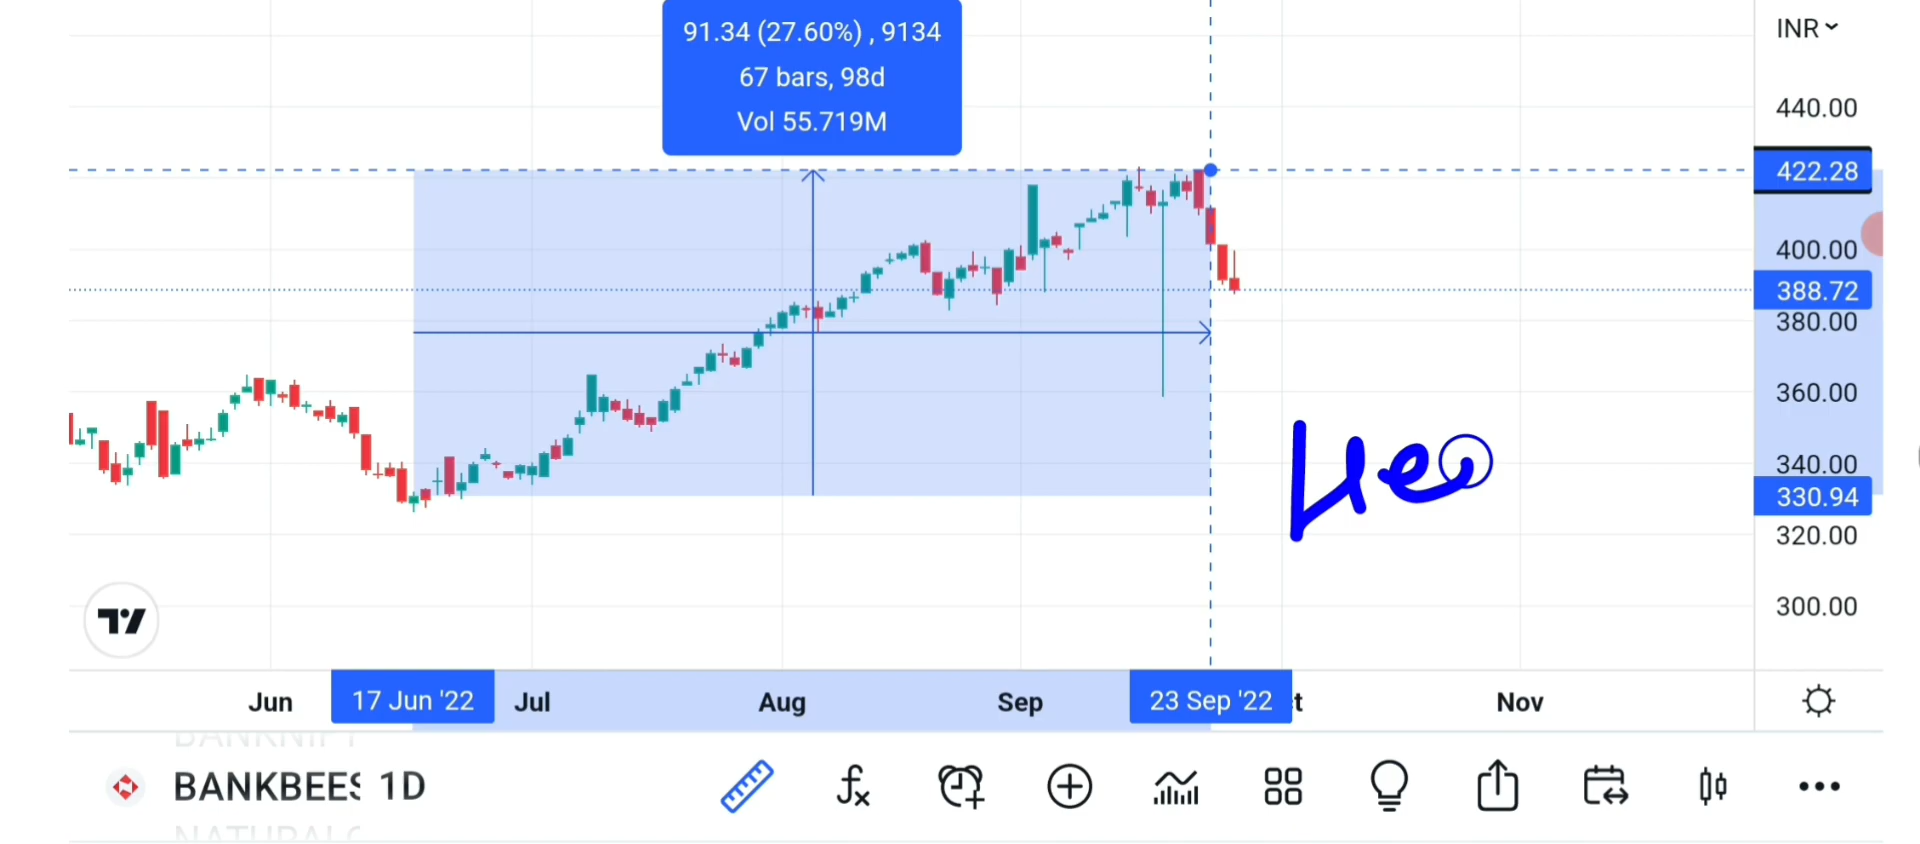 91.34 (27.60%) , 9134
67 bars, 98d
Vol 55.719M
INR
440.00
422.28
400.00
388.72
380.00
360.00
340.00
330.94
320.00
300.00
Jun 17 Jun '22 Jul Aug Sep 23 Sep '22 t Nov
BANKBEES 1D